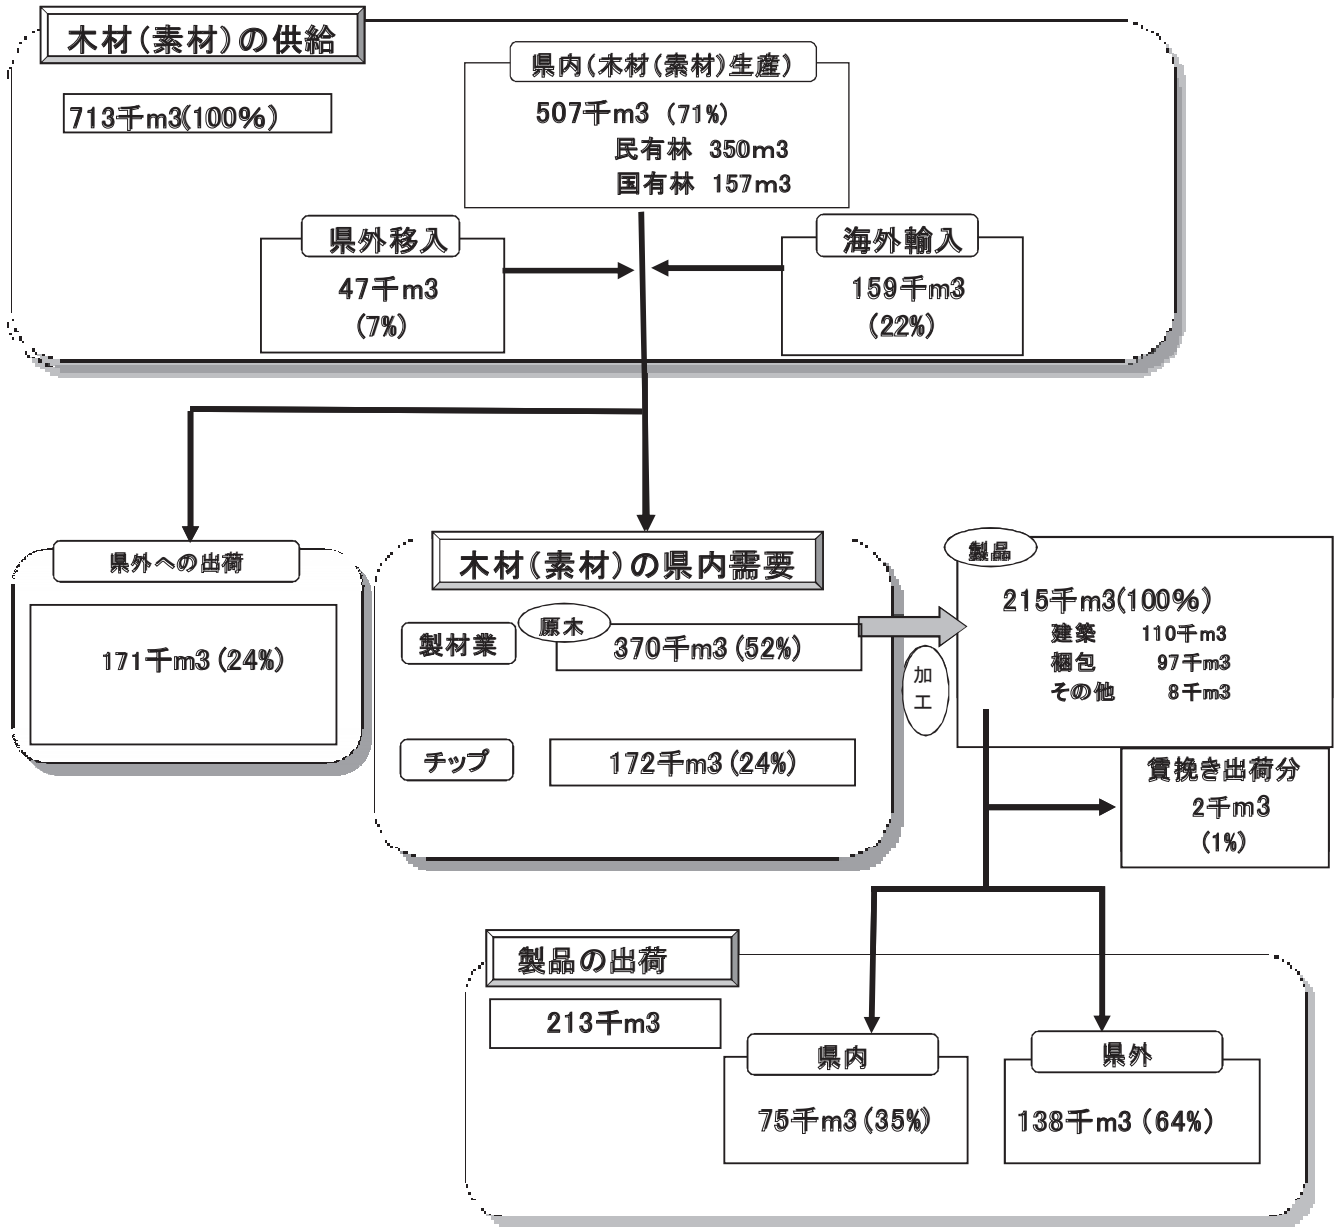 木材(素材)の供給
713千m3(100%)
県内(木材(素材)生産)
507千m3 (71%)
民有林 350m3
国有林 157m3
県外移入
47千m3
(7%)
海外輸入
159千m3
(22%)
県外への出荷
171千m3(24%)
木材(素材)の県内需要
製材業
原木
370千m3(52%)
チップ
172千m3(24%)
加
工
製品
215千m3(100%)
建築 110千m3
梱包 97千m3
その他 8千m3
賃挽き出荷分
2千m3
(1%)
製品の出荷
213千m3
県内
75千m3(35%)
県外
138千m3(64%)